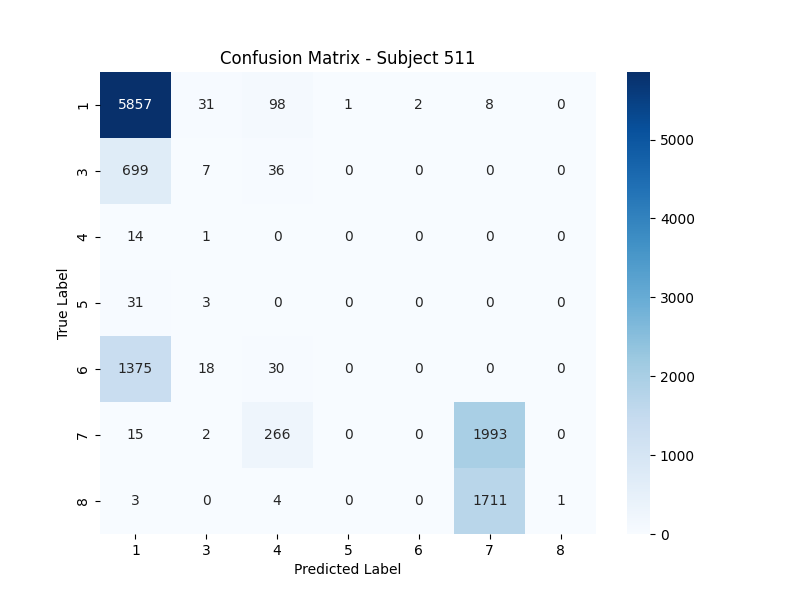 Confusion Matrix - Subject 511
1 5857 31 98 1 2 8 0
3 699 7 36 0 0 0 0
4 14 1 0 0 0 0 0
5 31 3 0 0 0 0 0
6 1375 18 30 0 0 0 0
7 15 2 266 0 0 1993 0
8 3 0 4 0 0 1711 1
1 3 4 5 6 7 8
Predicted Label
True Label
5000
4000
3000
2000
1000
0